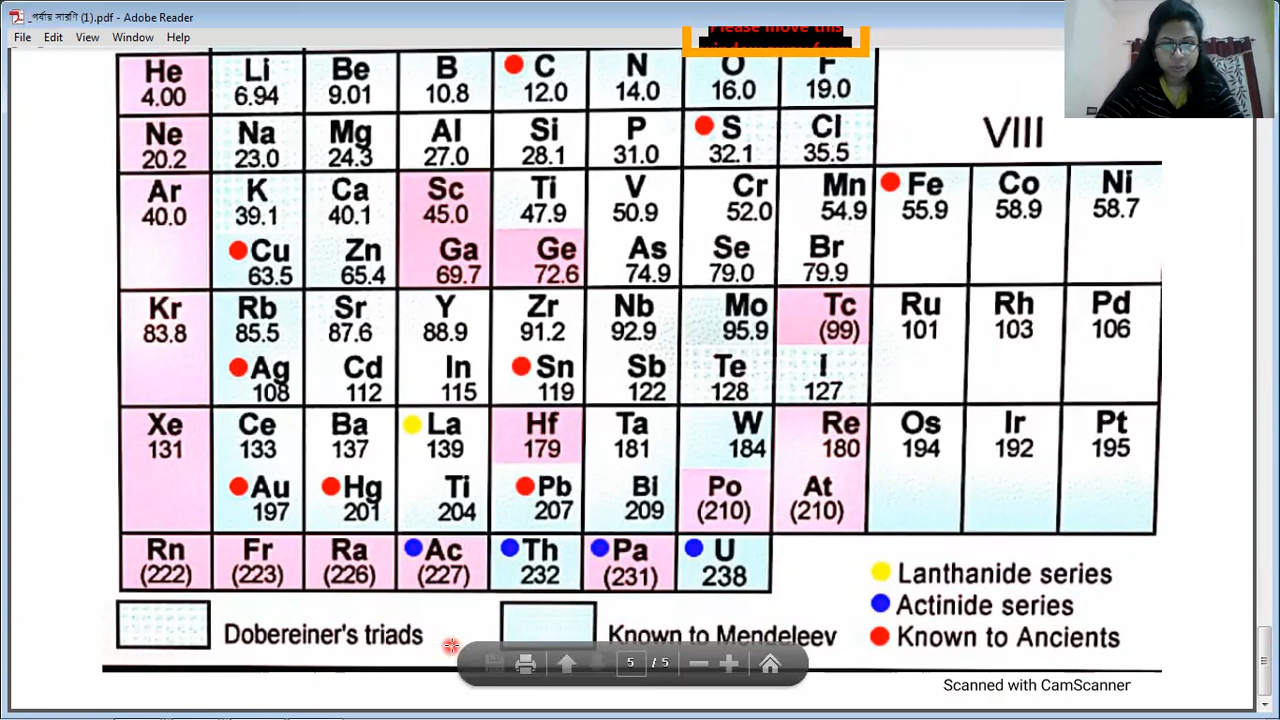 _পর্যায় সারণি (1).pdf - Adobe Reader
File Edit View Window Help
Please move this
He Li Be B C N O F
4.00 6.94 9.01 10.8 12.0 14.0 16.0 19.0
Ne Na Mg Al Si P S Cl
20.2 23.0 24.3 27.0 28.1 31.0 32.1 35.5
VIII
Ar K Ca Sc Ti V Cr Mn Fe Co Ni
40.0 39.1 40.1 45.0 47.9 50.9 52.0 54.9 55.9 58.9 58.7
Cu Zn Ga Ge As Se Br
63.5 65.4 69.7 72.6 74.9 79.0 79.9
Kr Rb Sr Y Zr Nb Mo Tc Ru Rh Pd
83.8 85.5 87.6 88.9 91.2 92.9 95.9 (99) 101 103 106
Ag Cd In Sn Sb Te I
108 112 115 119 122 128 127
Xe Ce Ba La Hf Ta W Re Os Ir Pt
131 133 137 139 179 181 184 180 194 192 195
Au Hg Ti Pb Bi Po At
197 201 204 207 209 (210) (210)
Rn Fr Ra Ac Th Pa U
(222) (223) (226) (227) 232 (231) 238
Lanthanide series
Actinide series
Dobereiner's triads Known to Mendeleev Known to Ancients
5 / 5
Scanned with CamScanner